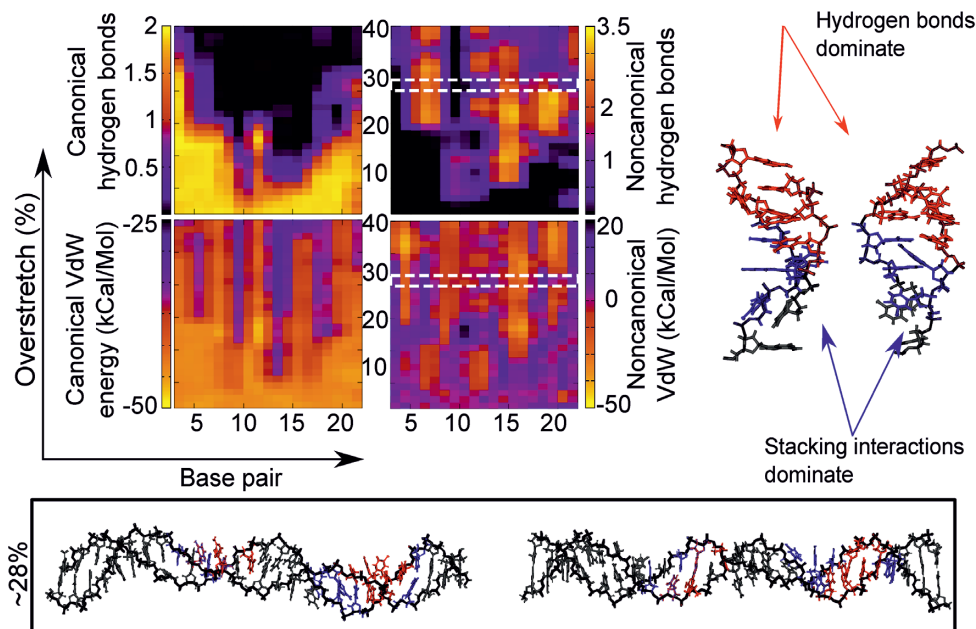 Canonical
hydrogen bonds
2
1.5
1
0.5
40
30
20
10
3.5
2
1
0
Noncanonical
hydrogen bonds
Hydrogen bonds
dominate
Overstretch (%)
Canonical VdW
energy (kCal/Mol)
-25
-50
40
30
20
10
20
0
-50
Noncanonical
VdW (kCal/Mol)
5 10 15 20
5 10 15 20
Base pair
Stacking interactions
dominate
~28%